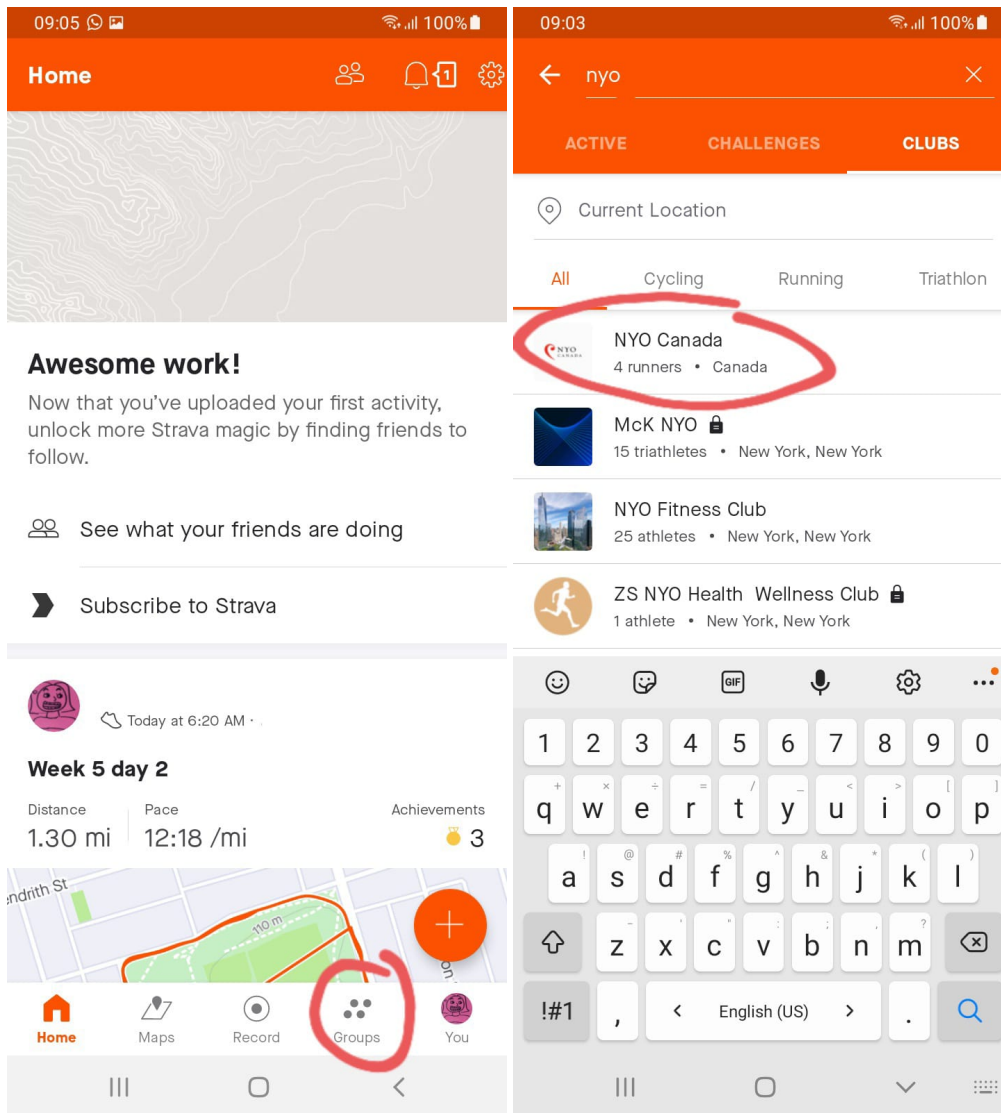 09:05 100%
Home
1
Awesome work!
Now that you've uploaded your first activity,
unlock more Strava magic by finding friends to
follow.
See what your friends are doing
Subscribe to Strava
Today at 6:20 AM ·
Week 5 day 2
Distance Pace Achievements
1.30 mi 12:18 /mi 3
endrith St
110 m
on
Home Maps Record Groups You
09:03 100%
nyo
ACTIVE CHALLENGES CLUBS
Current Location
All Cycling Running Triathlon
NYO CANADA
NYO Canada
4 runners • Canada
McK NYO
15 triathletes • New York, New York
NYO Fitness Club
25 athletes • New York, New York
ZS NYO Health Wellness Club
1 athlete • New York, New York
GIF
1 2 3 4 5 6 7 8 9 0
+ × ÷ = / _ < > [ ]
q w e r t y u i o p
! @ # % ^ & * ( )
a s d f g h j k l
- ' " : ; , ?
z x c v b n m
!#1 , < English (US) > .